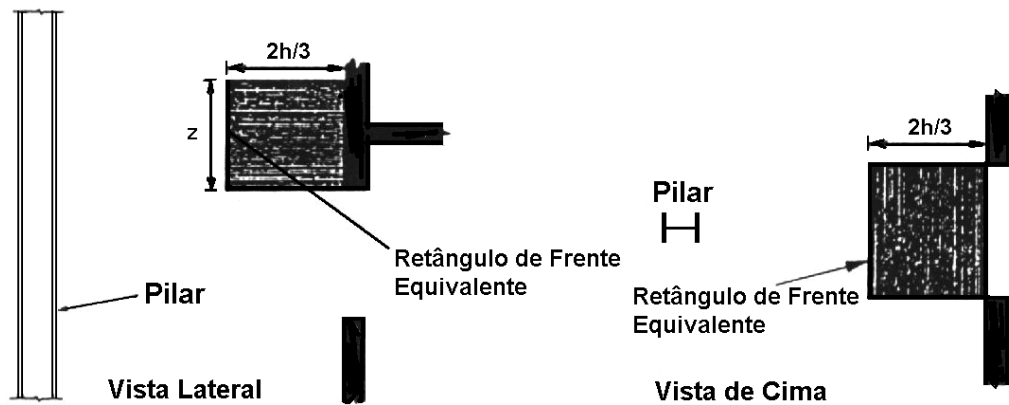 2h/3
z
Retângulo de Frente
Equivalente
Pilar
Vista Lateral
2h/3
Pilar
Retângulo de Frente
Equivalente
Vista de Cima